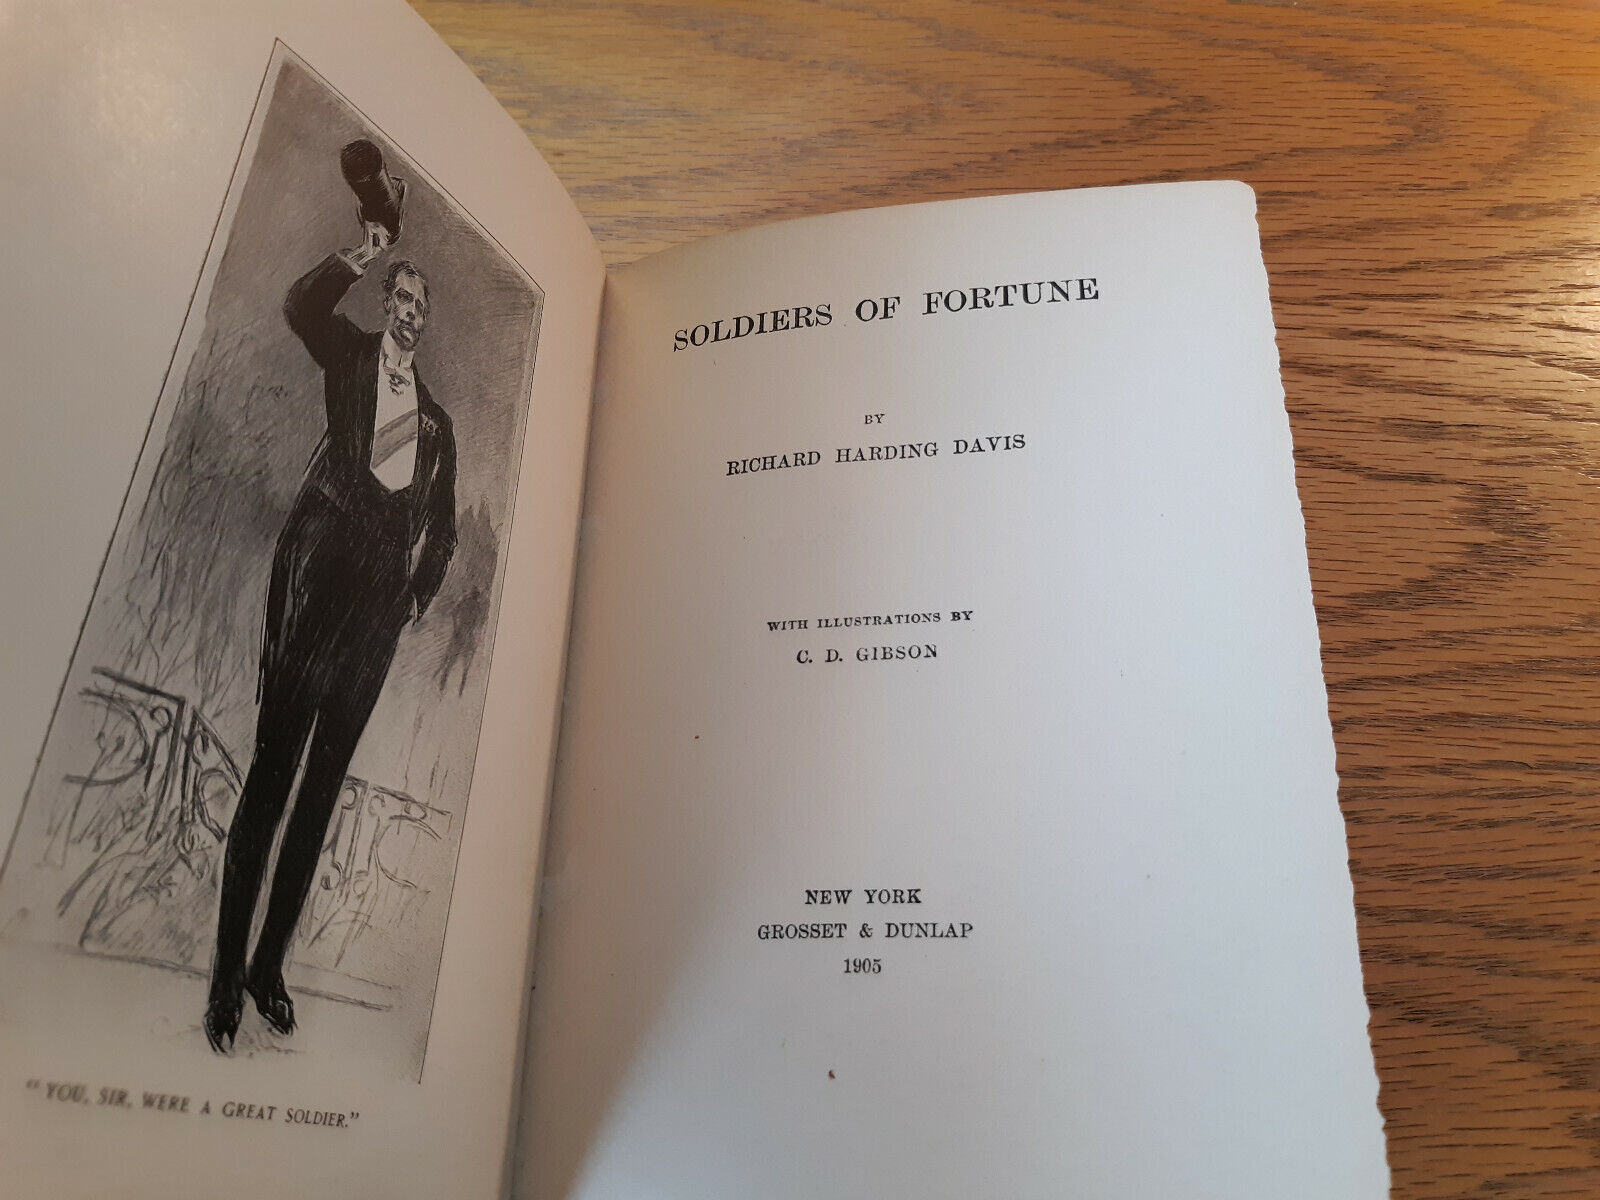 "YOU, SIR, WERE A GREAT SOLDIER."
SOLDIERS OF FORTUNE
BY
RICHARD HARDING DAVIS
WITH ILLUSTRATIONS BY
C. D. GIBSON
NEW YORK
GROSSET & DUNLAP
1905